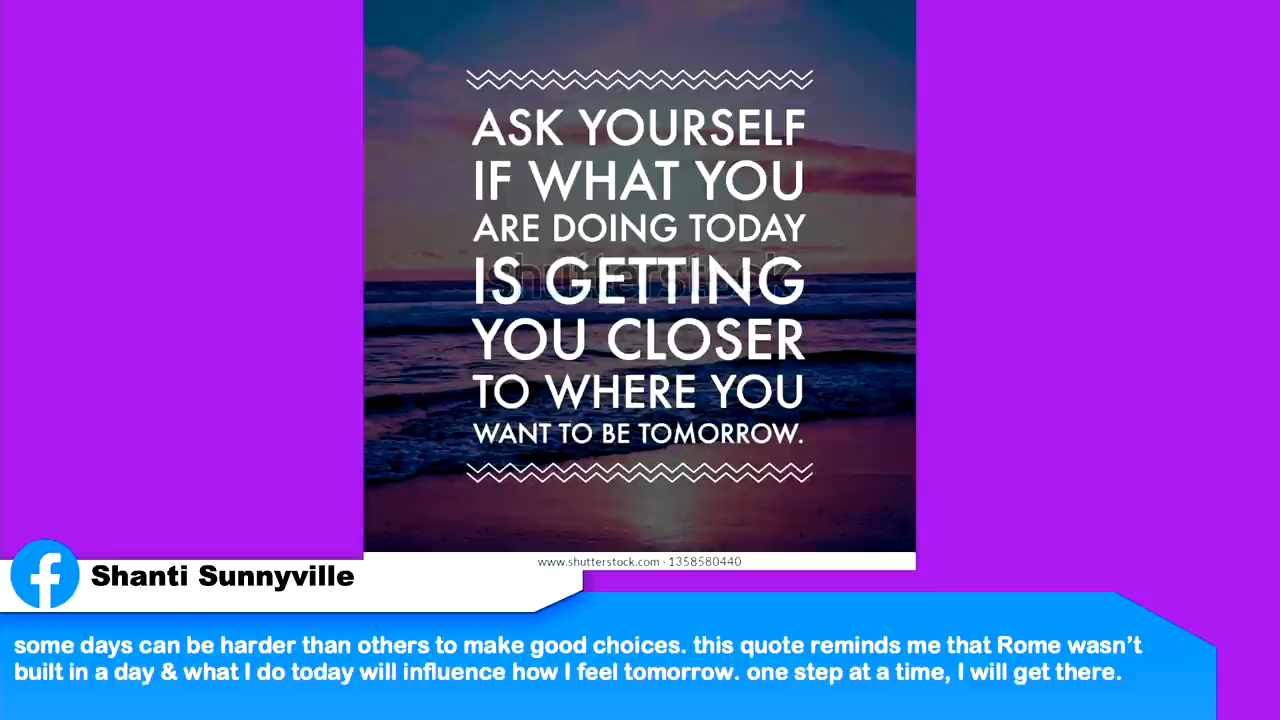 ASK YOURSELF
IF WHAT YOU
ARE DOING TODAY
IS GETTING
YOU CLOSER
TO WHERE YOU
WANT TO BE TOMORROW.
shutterstock
www.shutterstock.com · 1358580440
Shanti Sunnyville
some days can be harder than others to make good choices. this quote reminds me that Rome wasn’t
built in a day & what I do today will influence how I feel tomorrow. one step at a time, I will get there.